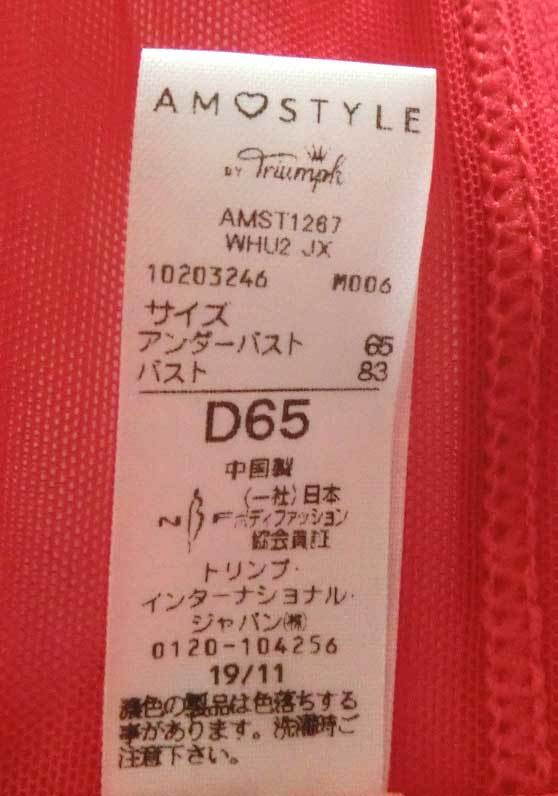 AMOSTYLE
BY Triumph
AMST1267
WHU2 JX
10203246 M006
サイズ
アンダーバスト 65
バスト 83
D65
中国製
(一社)日本
NBF ボディファッション
協会員証
トリンプ・
インターナショナル・
ジャパン㈱
0120-104256
19/11
濃色の製品は色落ちする
事があります。洗濯時ご
注意下さい。